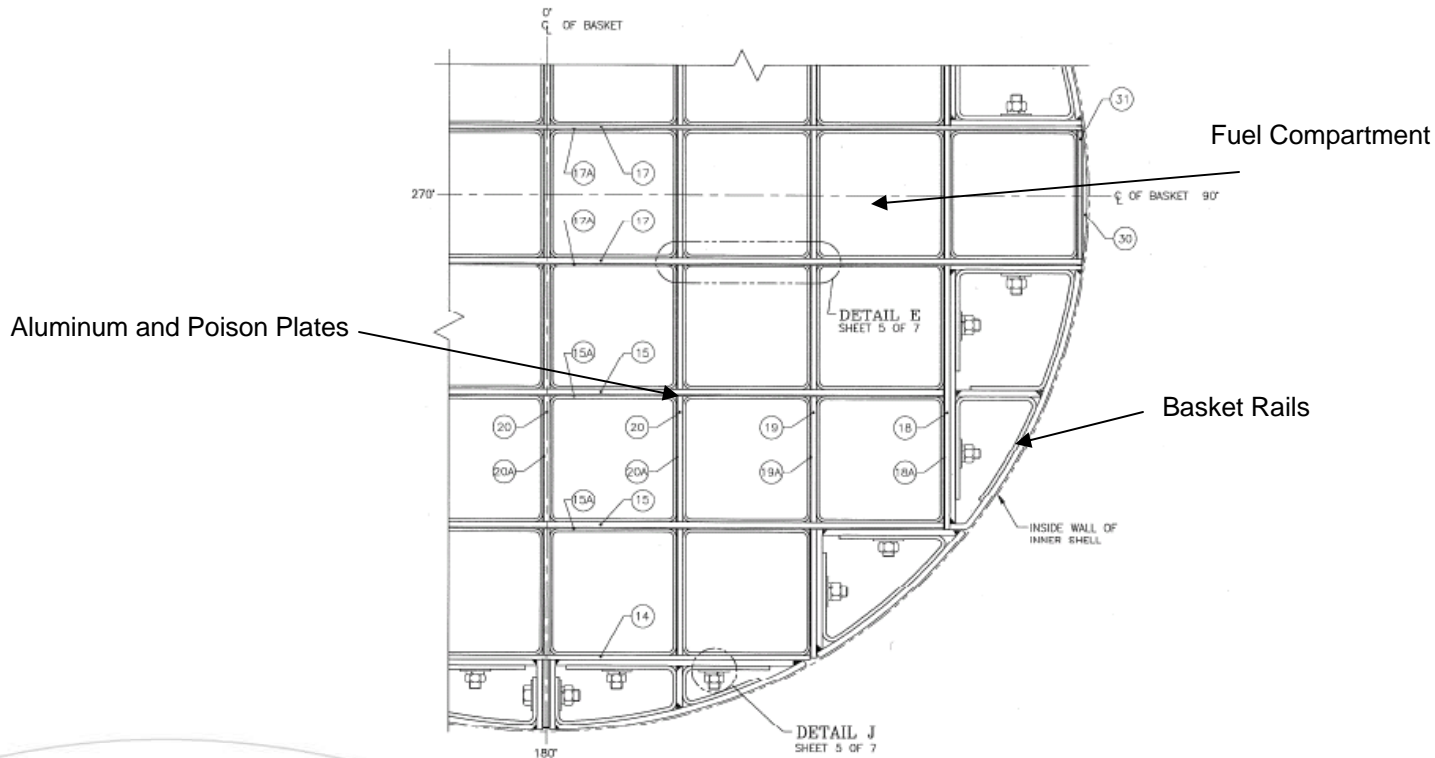 0°
℄ OF BASKET
31
Fuel Compartment
17A
17
270°
℄ OF BASKET 90°
17A
17
30
DETAIL E
SHEET 5 OF 7
Aluminum and Poison Plates
15A
15
Basket Rails
20
20
19
18
20A
20A
19A
18A
15A
15
INSIDE WALL OF
INNER SHELL
14
DETAIL J
SHEET 5 OF 7
180°